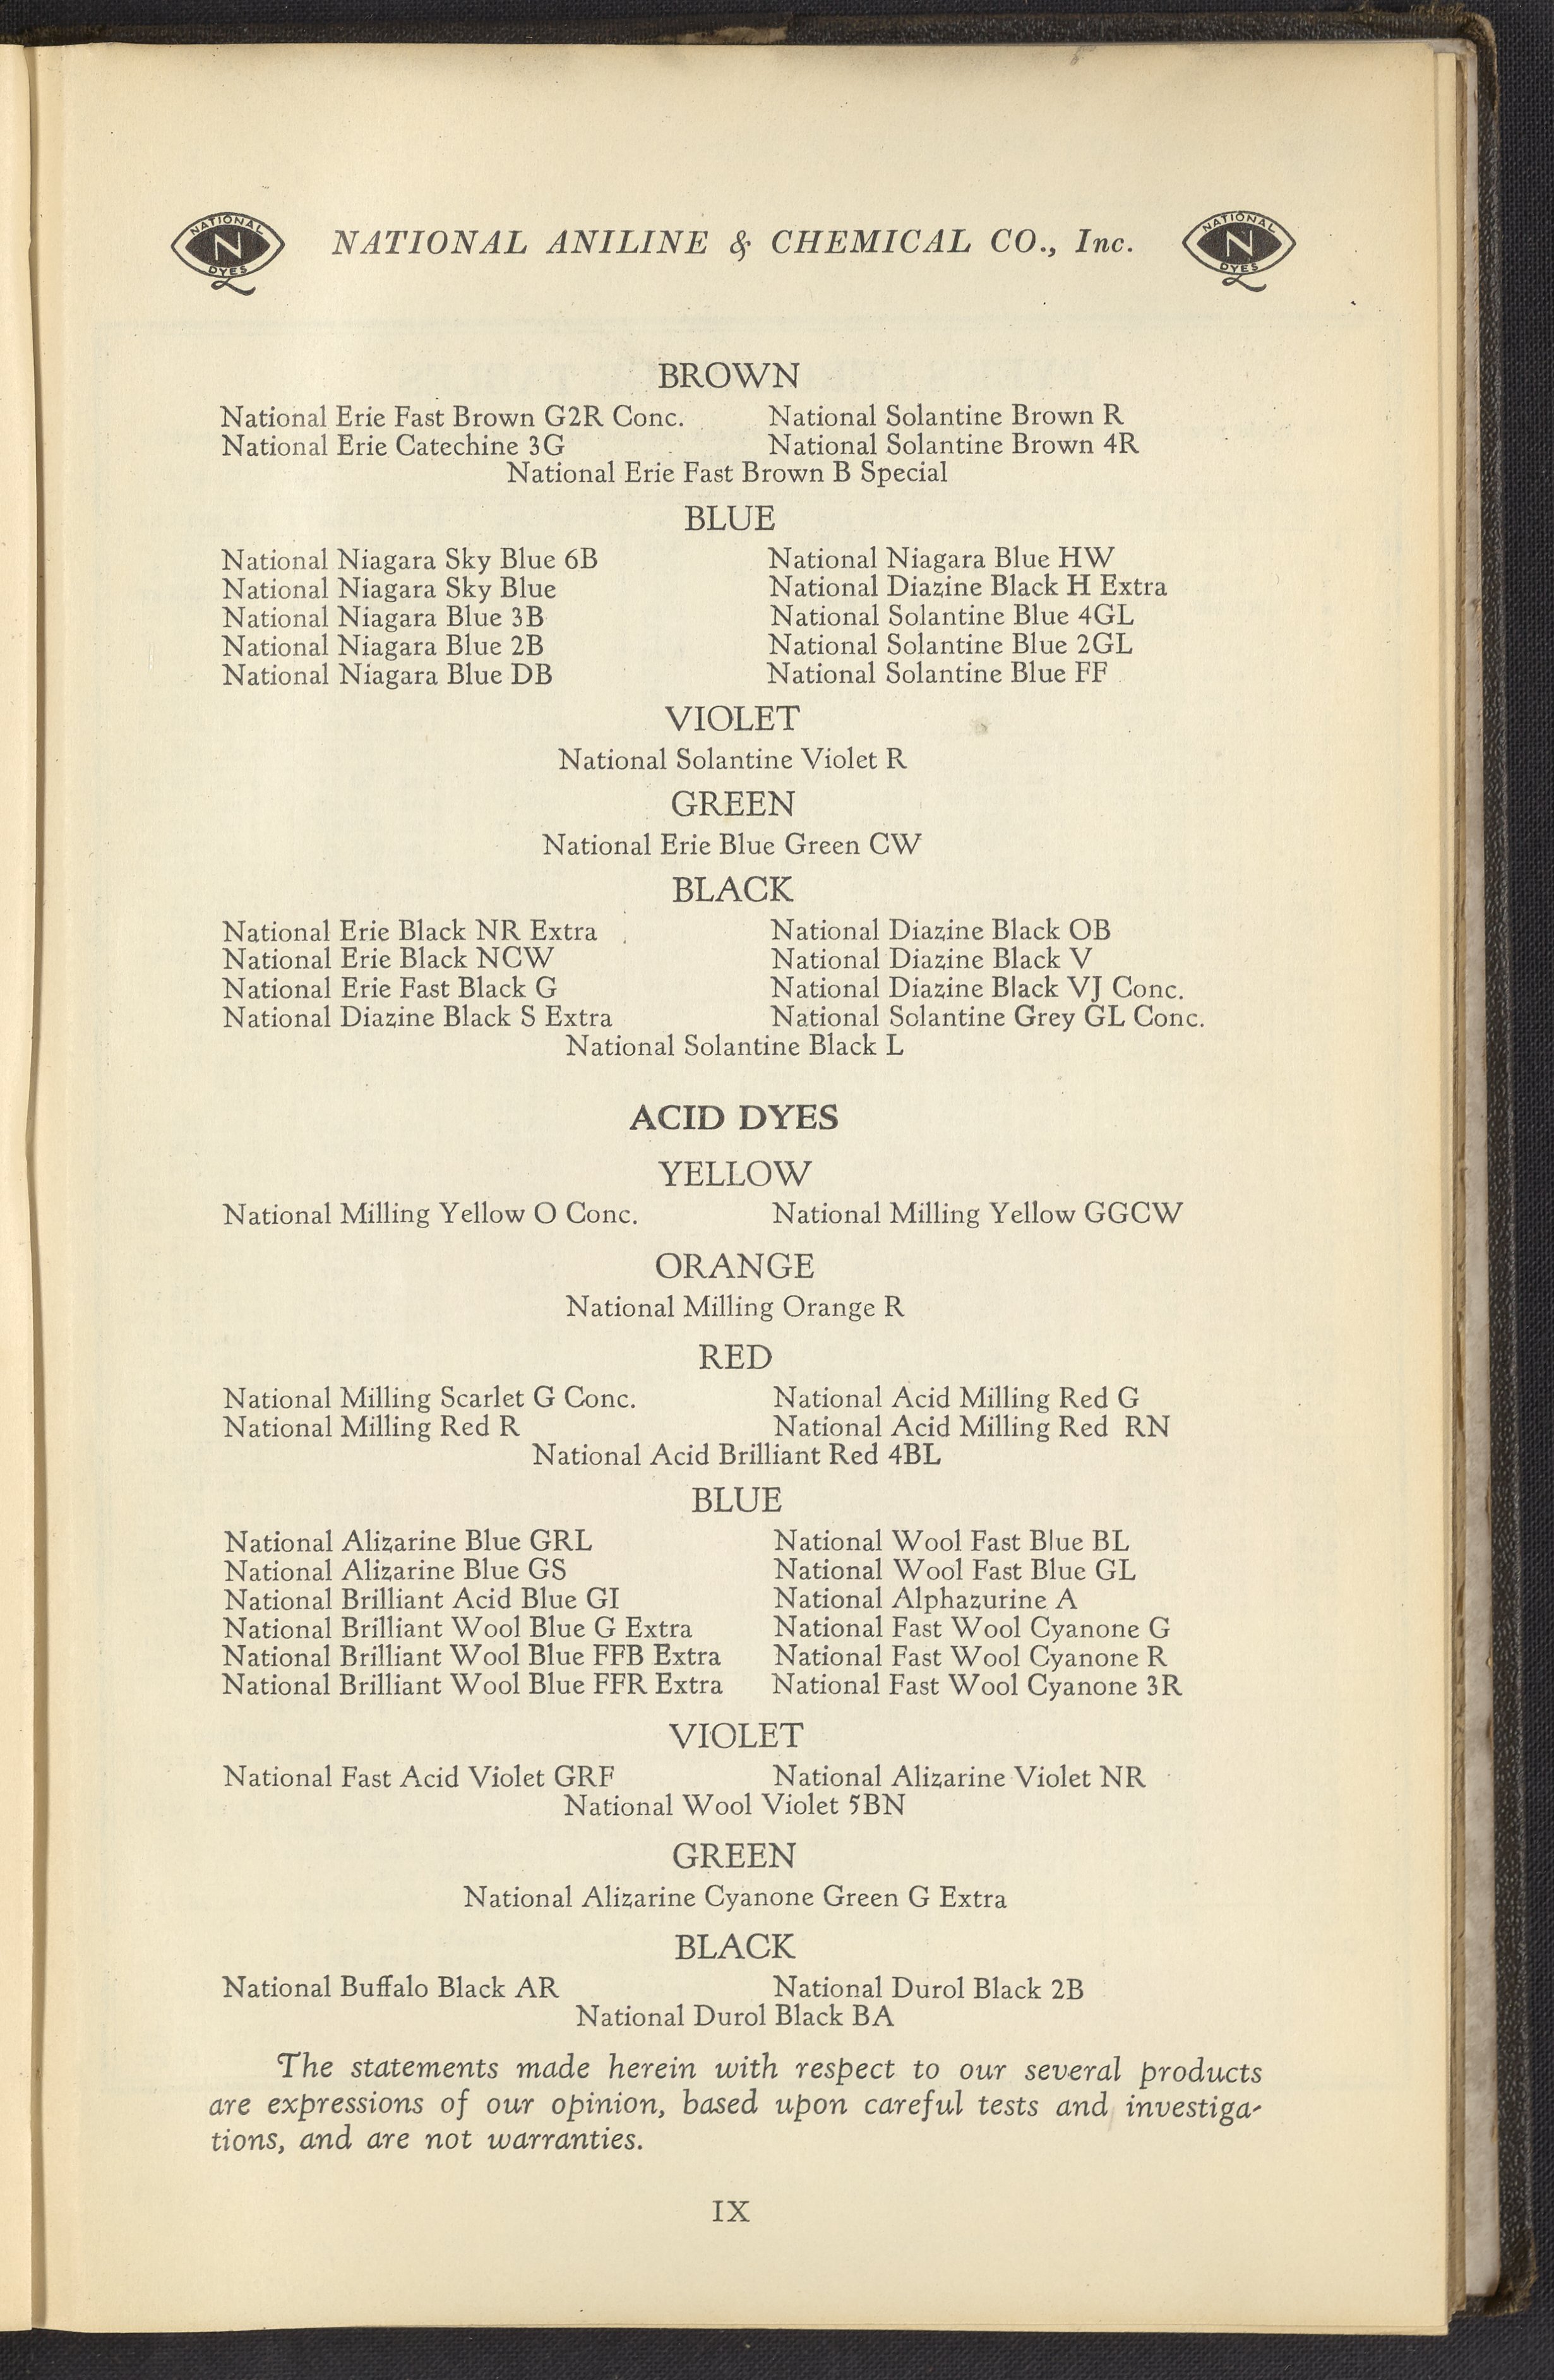 NATIONAL N DYES NATIONAL ANILINE & CHEMICAL CO., Inc. NATIONAL N DYES
BROWN
National Erie Fast Brown G2R Conc. National Solantine Brown R
National Erie Catechine 3G National Solantine Brown 4R
National Erie Fast Brown B Special
BLUE
National Niagara Sky Blue 6B National Niagara Blue HW
National Niagara Sky Blue National Diazine Black H Extra
National Niagara Blue 3B National Solantine Blue 4GL
National Niagara Blue 2B National Solantine Blue 2GL
National Niagara Blue DB National Solantine Blue FF
VIOLET
National Solantine Violet R
GREEN
National Erie Blue Green CW
BLACK
National Erie Black NR Extra National Diazine Black OB
National Erie Black NCW National Diazine Black V
National Erie Fast Black G National Diazine Black VJ Conc.
National Diazine Black S Extra National Solantine Grey GL Conc.
National Solantine Black L
ACID DYES
YELLOW
National Milling Yellow O Conc. National Milling Yellow GGCW
ORANGE
National Milling Orange R
RED
National Milling Scarlet G Conc. National Acid Milling Red G
National Milling Red R National Acid Milling Red RN
National Acid Brilliant Red 4BL
BLUE
National Alizarine Blue GRL National Wool Fast Blue BL
National Alizarine Blue GS National Wool Fast Blue GL
National Brilliant Acid Blue GI National Alphazurine A
National Brilliant Wool Blue G Extra National Fast Wool Cyanone G
National Brilliant Wool Blue FFB Extra National Fast Wool Cyanone R
National Brilliant Wool Blue FFR Extra National Fast Wool Cyanone 3R
VIOLET
National Fast Acid Violet GRF National Alizarine Violet NR
National Wool Violet 5BN
GREEN
National Alizarine Cyanone Green G Extra
BLACK
National Buffalo Black AR National Durol Black 2B
National Durol Black BA
The statements made herein with respect to our several products
are expressions of our opinion, based upon careful tests and investiga-
tions, and are not warranties.
IX